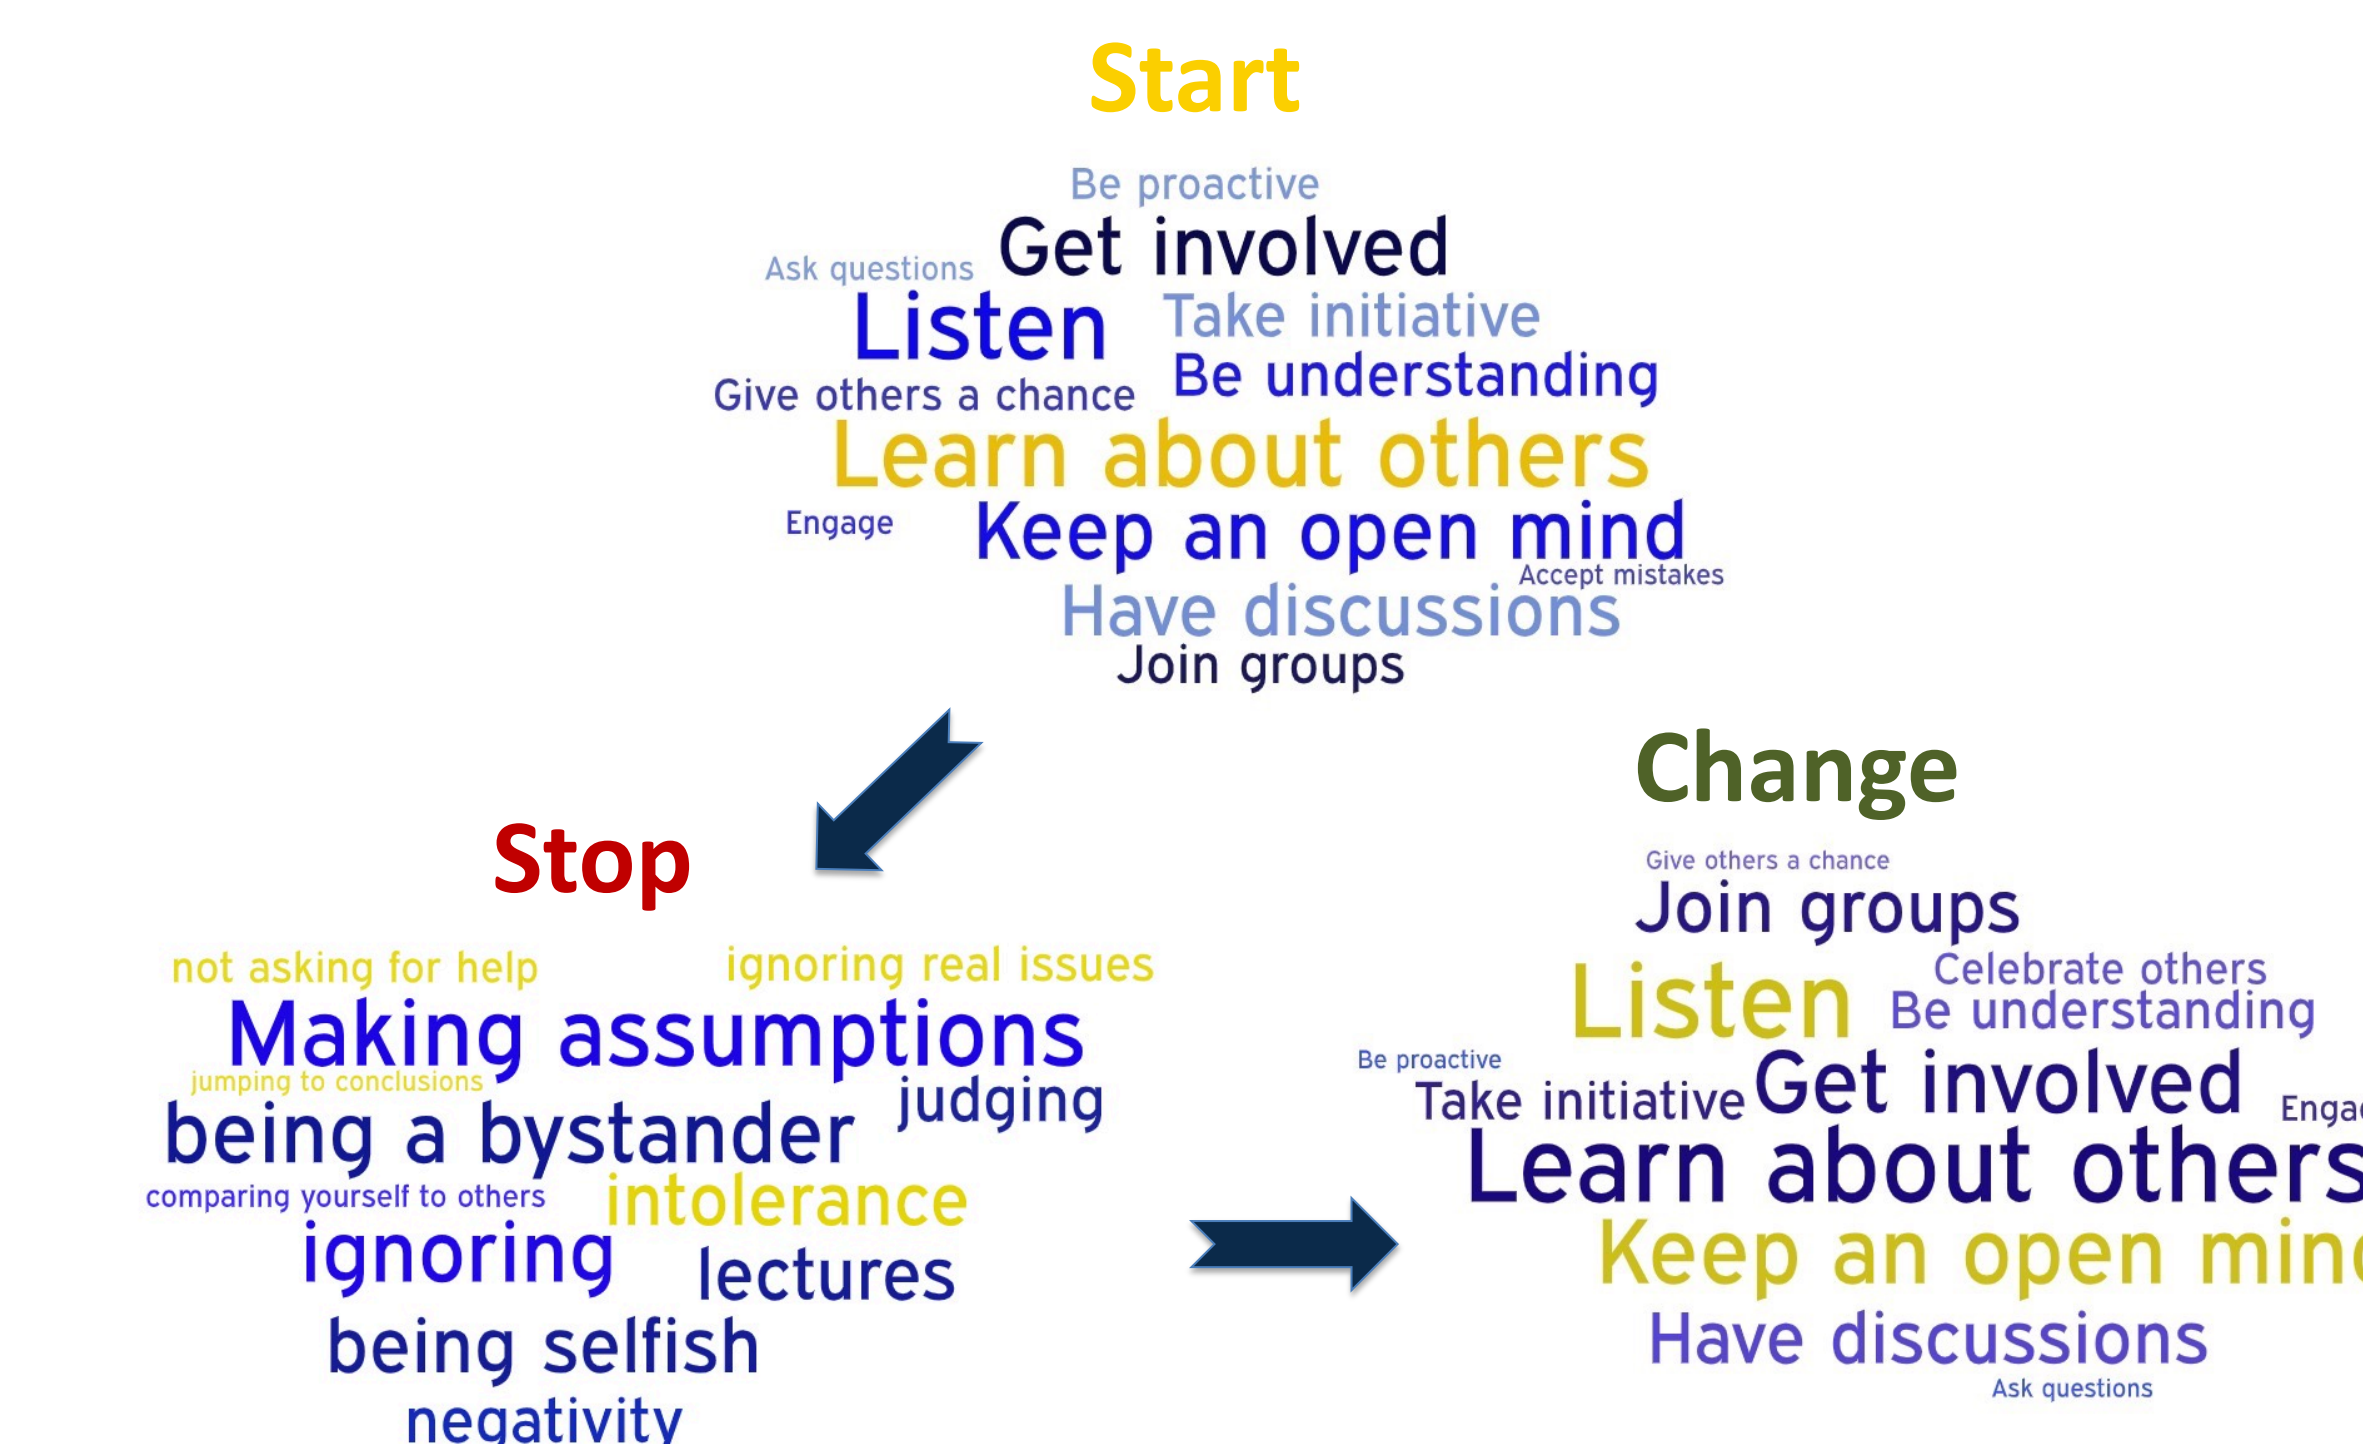 Start
Be proactive
Get involved
Ask questions
Listen
Take initiative
Be understanding
Give others a chance
Learn about others
Engage
Keep an open mind
Accept mistakes
Have discussions
Join groups
Stop
not asking for help
ignoring real issues
Making assumptions
jumping to conclusions
judging
being a bystander
comparing yourself to others
intolerance
ignoring
lectures
being selfish
negativity
Change
Give others a chance
Join groups
Listen
Celebrate others
Be understanding
Be proactive
Take initiative
Get involved
Learn about others
Keep an open
Have discussions
Ask questions